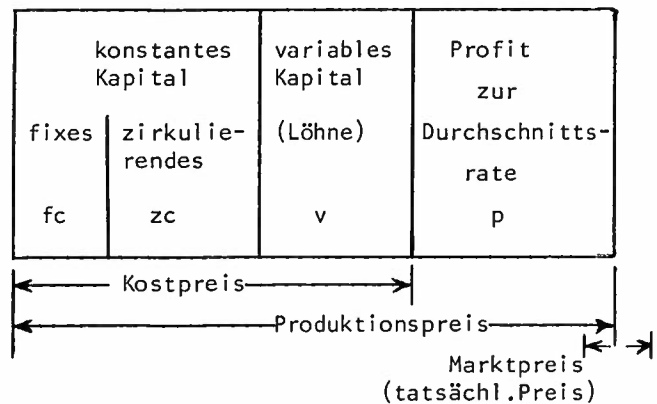 konstantes
Kapital
fixes
zirkulie-
rendes
fc
zc
variables
Kapital
(Löhne)
v
Profit
zur
Durchschnitts-
rate
p
Kostpreis
Produktionspreis
Marktpreis
(tatsächl.Preis)